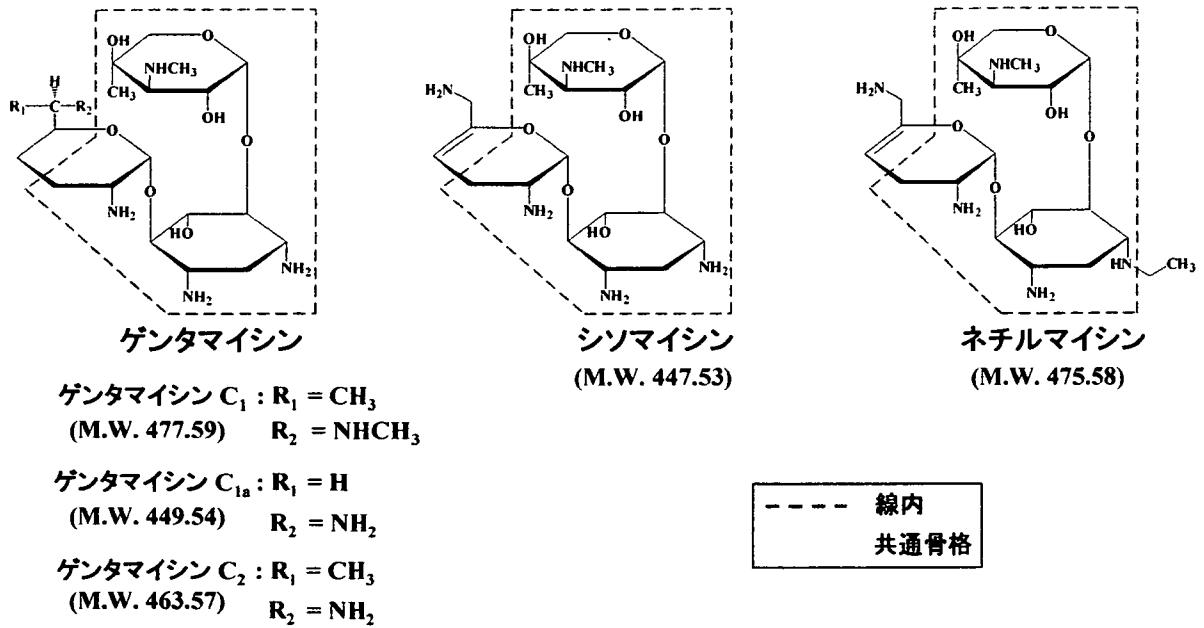 OH
O
NHCH3
CH3
OH
H
R1 C R2
O
O
O
NH2
HO
NH2
NH2
ゲンタマイシン
OH
O
NHCH3
H2N
CH3
OH
O
O
O
NH2
HO
NH2
NH2
シソマイシン
(M.W. 447.53)
OH
O
NHCH3
H2N
CH3
OH
O
O
O
NH2
HO
HN CH3
NH2
ネチルマイシン
(M.W. 475.58)
ゲンタマイシン C1 : R1 = CH3
(M.W. 477.59) R2 = NHCH3
ゲンタマイシン C1a : R1 = H
(M.W. 449.54) R2 = NH2
ゲンタマイシン C2 : R1 = CH3
(M.W. 463.57) R2 = NH2
線内
共通骨格